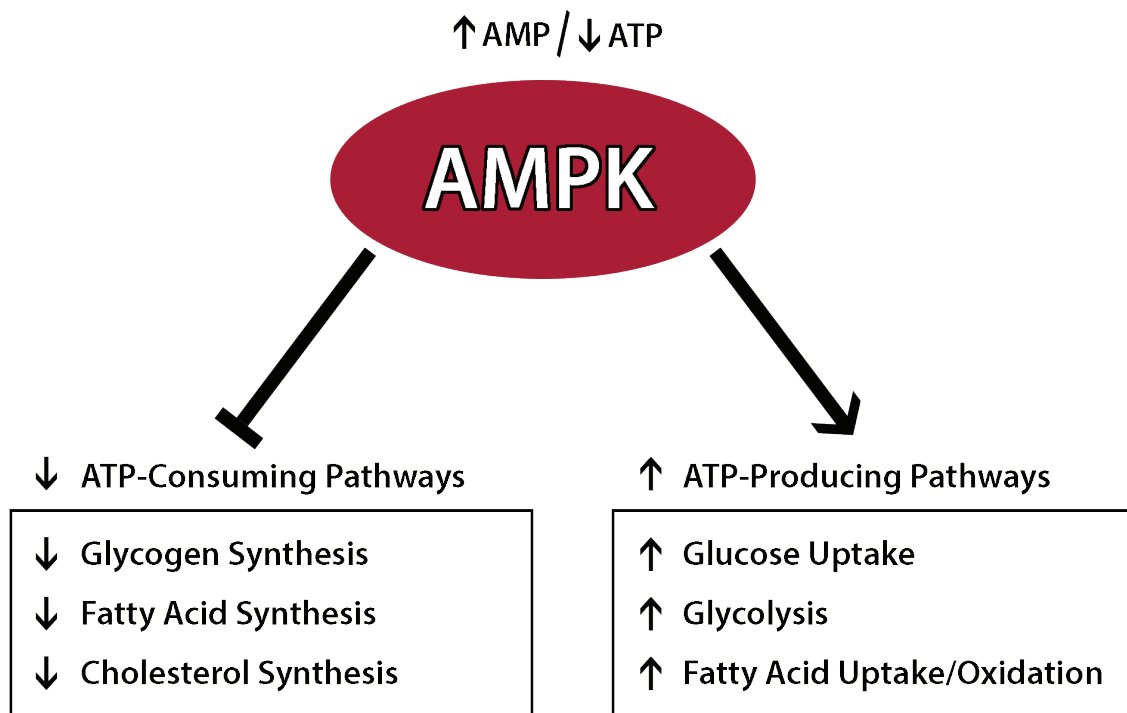 ↑ AMP / ↓ ATP
AMPK
↓ ATP-Consuming Pathways
↓ Glycogen Synthesis
↓ Fatty Acid Synthesis
↓ Cholesterol Synthesis
↑ ATP-Producing Pathways
↑ Glucose Uptake
↑ Glycolysis
↑ Fatty Acid Uptake/Oxidation